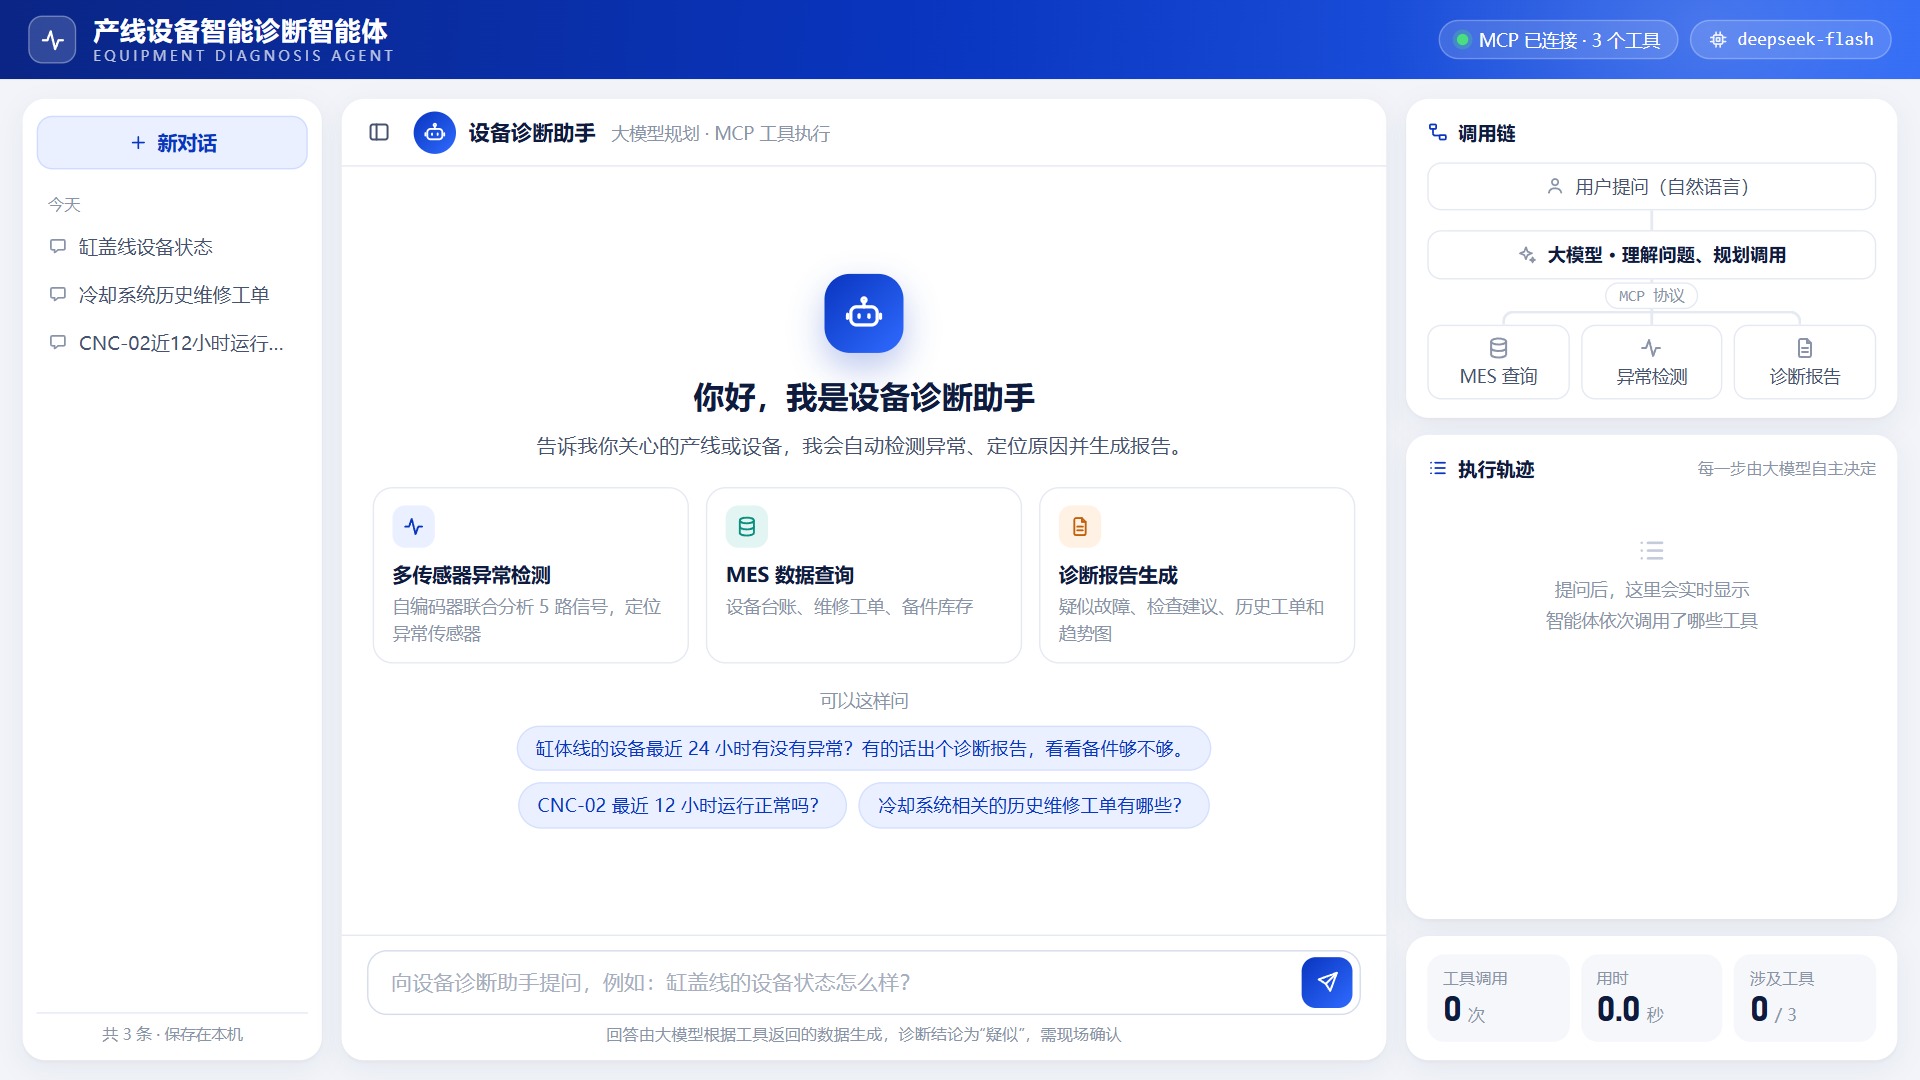 产线设备智能诊断智能体
EQUIPMENT DIAGNOSIS AGENT
MCP 已连接 · 3 个工具
deepseek-flash
新对话
今天
缸盖线设备状态
冷却系统历史维修工单
CNC-02近12小时运行...
共 3 条 · 保存在本机
设备诊断助手
大模型规划 · MCP 工具执行
你好，我是设备诊断助手
告诉我你关心的产线或设备，我会自动检测异常、定位原因并生成报告。
多传感器异常检测
自编码器联合分析 5 路信号，定位
异常传感器
MES 数据查询
设备台账、维修工单、备件库存
诊断报告生成
疑似故障、检查建议、历史工单和
趋势图
可以这样问
缸体线的设备最近 24 小时有没有异常？有的话出个诊断报告，看看备件够不够。
CNC-02 最近 12 小时运行正常吗？
冷却系统相关的历史维修工单有哪些？
向设备诊断助手提问，例如：缸盖线的设备状态怎么样？
回答由大模型根据工具返回的数据生成，诊断结论为“疑似”，需现场确认
调用链
用户提问（自然语言）
大模型 · 理解问题、规划调用
MCP 协议
MES 查询
异常检测
诊断报告
执行轨迹
每一步由大模型自主决定
提问后，这里会实时显示
智能体依次调用了哪些工具
工具调用
0 次
用时
0.0 秒
涉及工具
0 / 3